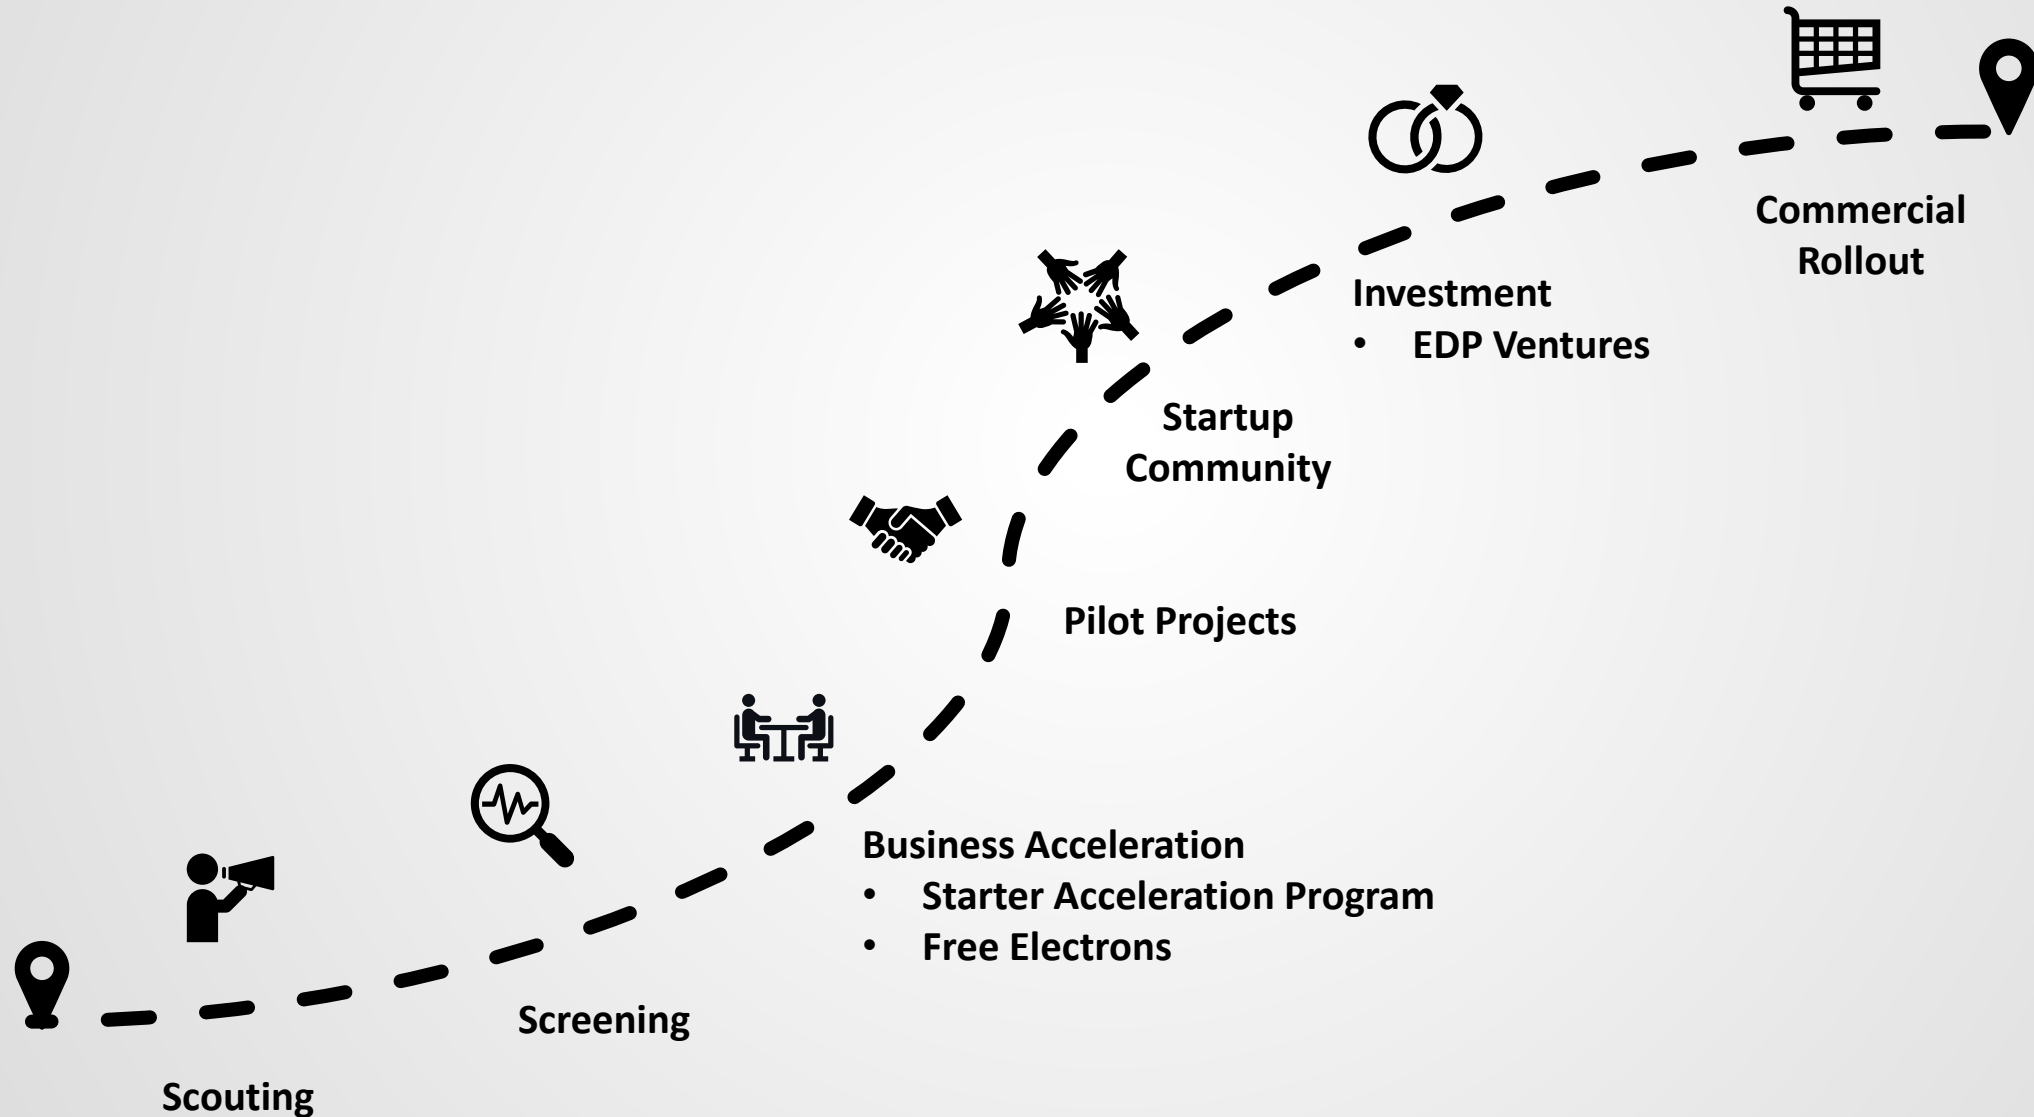 Commercial
Rollout
Investment
• EDP Ventures
Startup
Community
Pilot Projects
Business Acceleration
• Starter Acceleration Program
• Free Electrons
Screening
Scouting